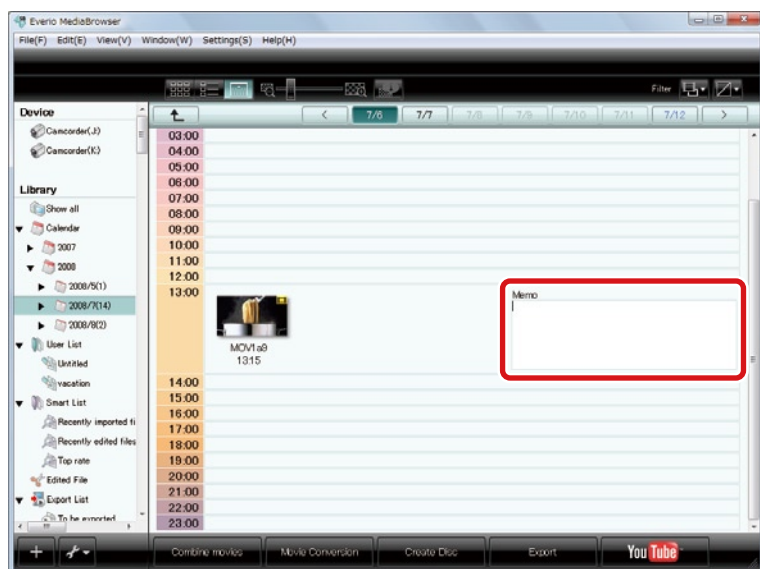 Everio MediaBrowser
File(F) Edit(E) View(V) Window(W) Settings(S) Help(H)
Filter
Device
Camcorder(J:)
Camcorder(K:)
Library
Show all
Calendar
2007
2008
2008/5(1)
2008/7(14)
2008/8(2)
User List
Untitled
vacation
Smart List
Recently imported fi
Recently edited files
Top rate
Edited File
Export List
To be exported
< 7/6 7/7 7/8 7/9 7/10 7/11 7/12 >
03:00
04:00
05:00
06:00
07:00
08:00
09:00
10:00
11:00
12:00
13:00
MOV1a9
13:15
Memo
14:00
15:00
16:00
17:00
18:00
19:00
20:00
21:00
22:00
23:00
Combine movies Movie Conversion Create Disc Export YouTube